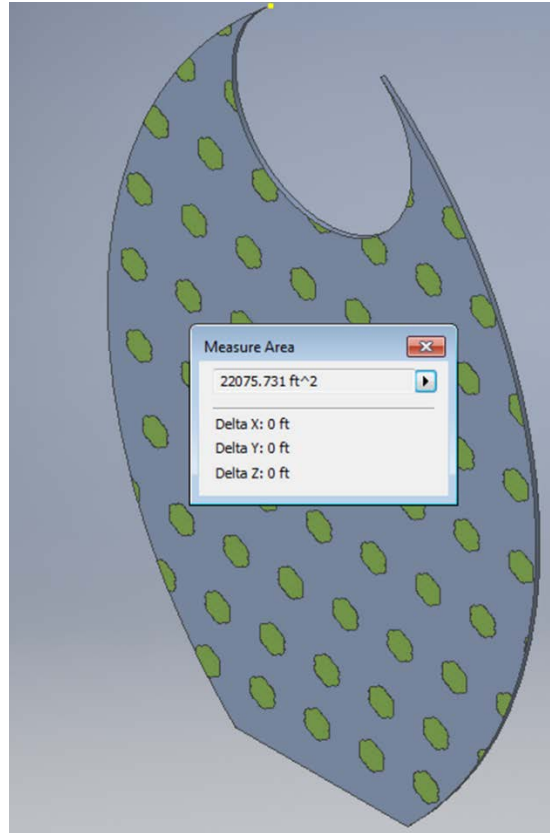 Measure Area
22075.731 ft^2
Delta X: 0 ft
Delta Y: 0 ft
Delta Z: 0 ft